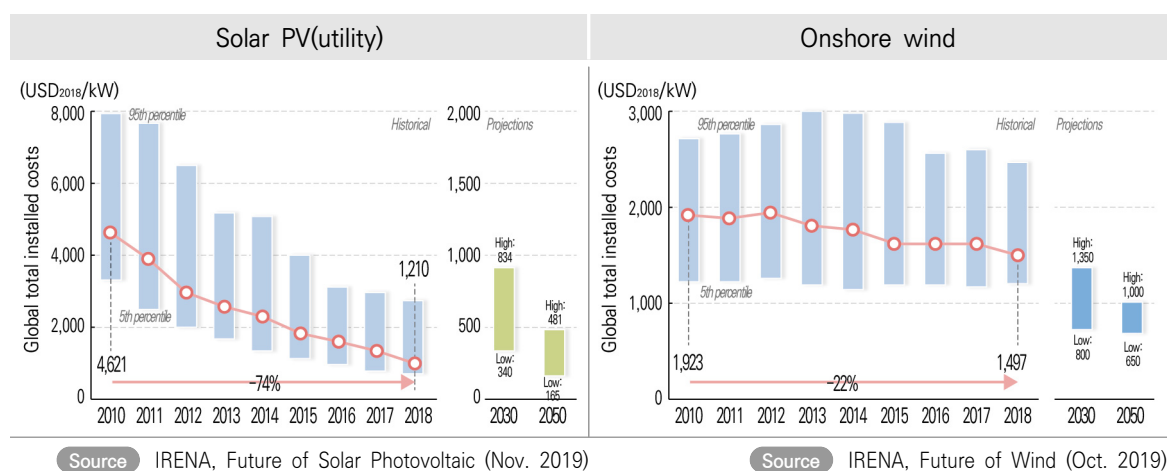 Solar PV(utility)
Onshore wind
(USD2018/kW)
Global total installed costs
8,000
6,000
4,000
2,000
0
95th percentile
5th percentile
Historical
4,621
1,210
-74%
2010 2011 2012 2013 2014 2015 2016 2017 2018
2,000
1,500
1,000
500
0
Projections
High:
834
Low:
340
High:
481
Low:
165
2030 2050
Source IRENA, Future of Solar Photovoltaic (Nov. 2019)
(USD2018/kW)
Global total installed costs
3,000
2,000
1,000
0
95th percentile
5th percentile
Historical
1,923
1,497
-22%
2010 2011 2012 2013 2014 2015 2016 2017 2018
Projections
High:
1,350
Low:
800
High:
1,000
Low:
650
2030 2050
Source IRENA, Future of Wind (Oct. 2019)